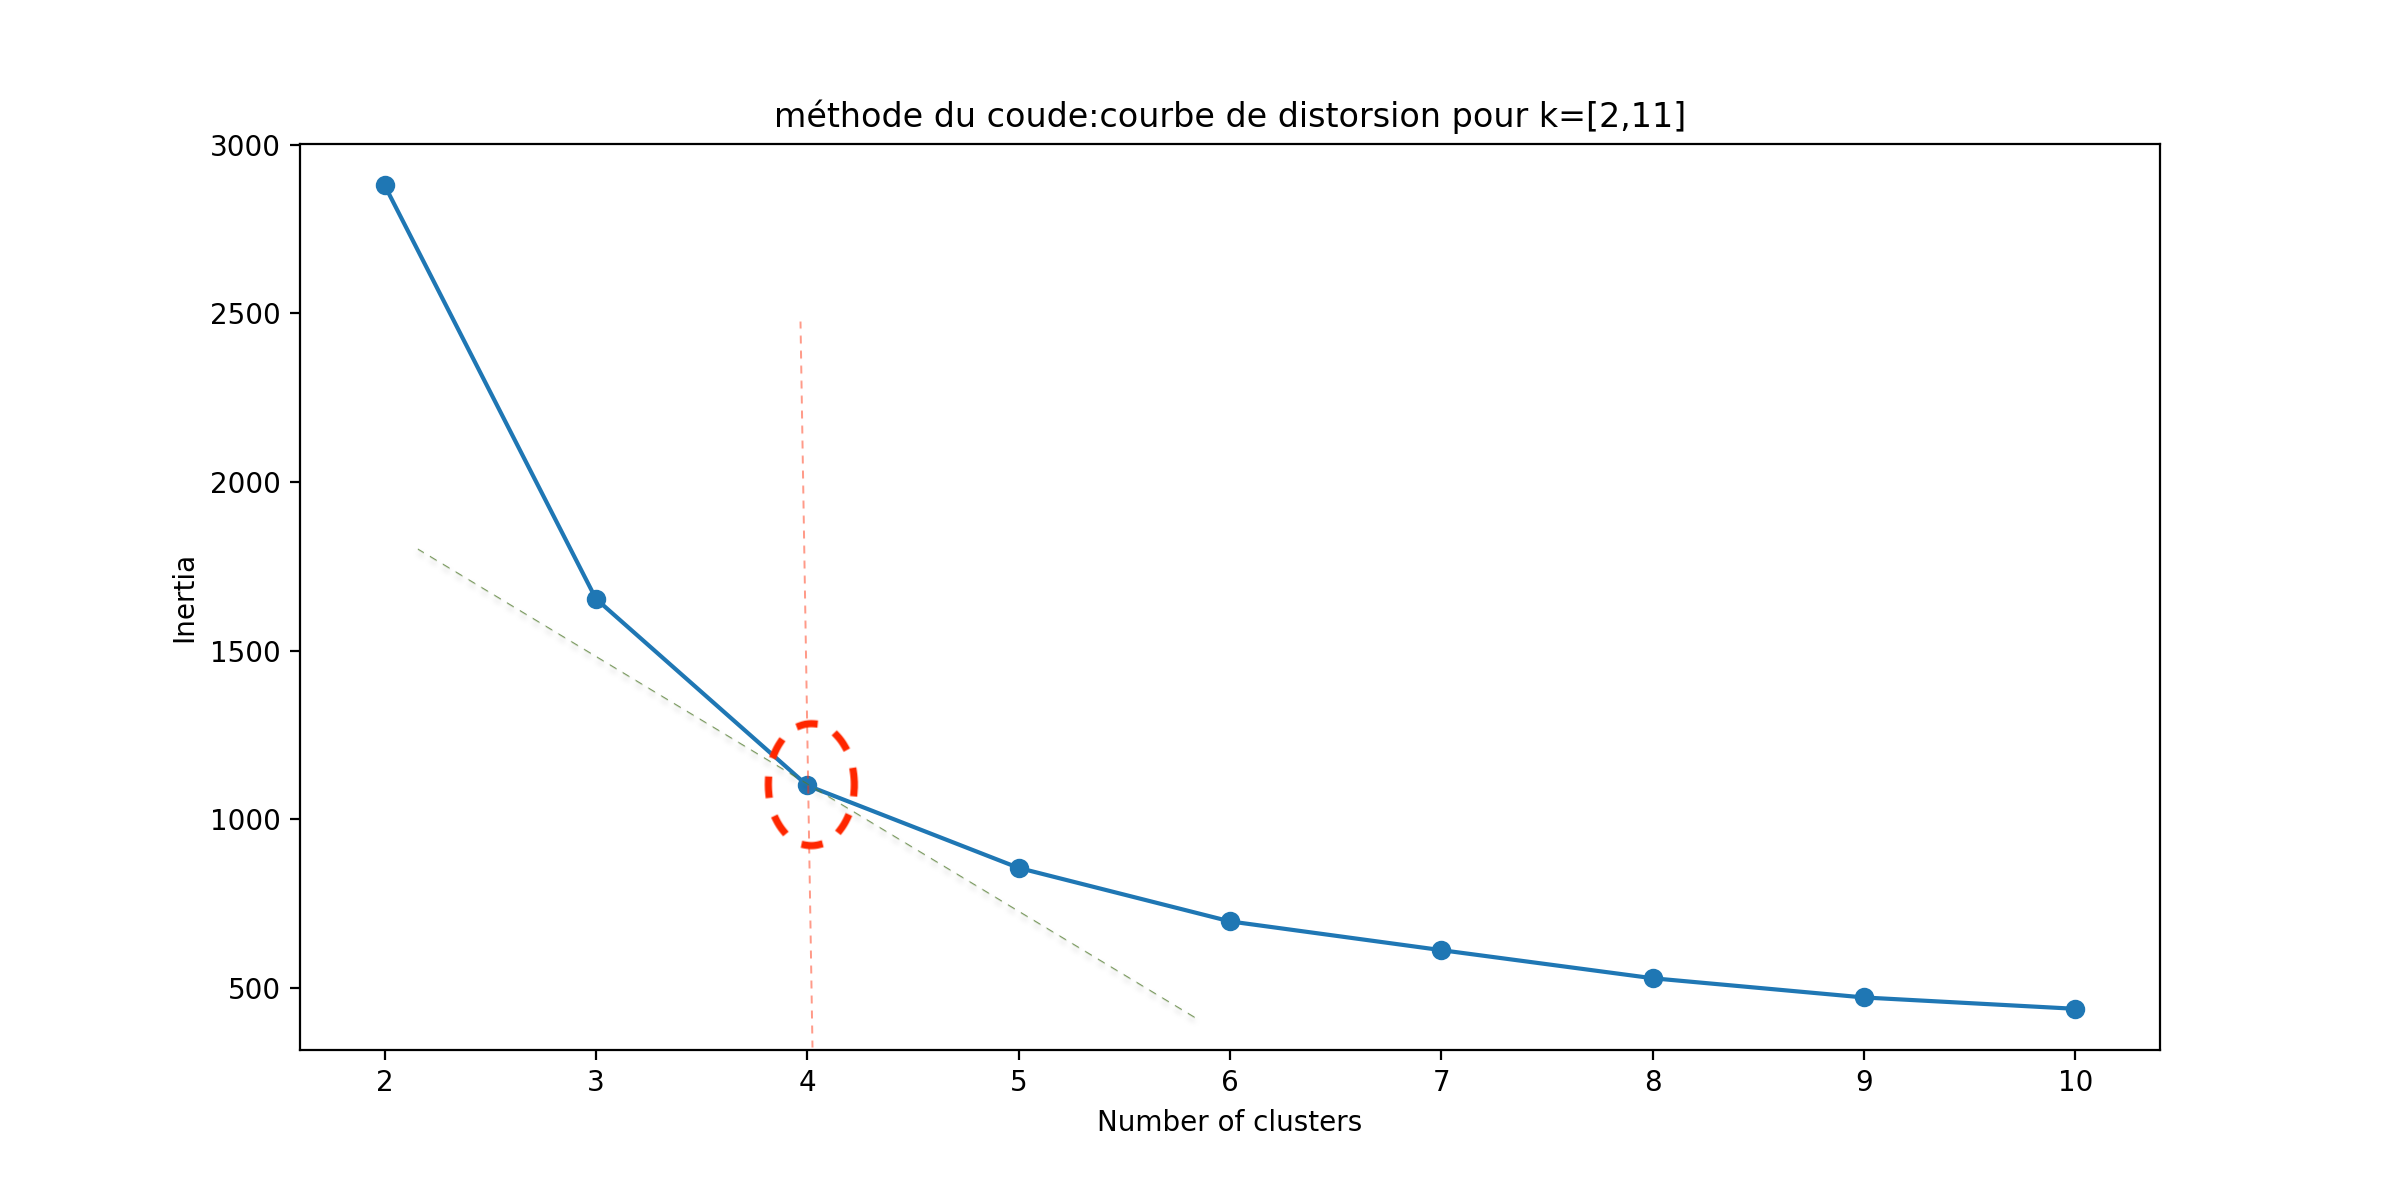 méthode du coude:courbe de distorsion pour k=[2,11]
3000
2500
2000
1500
1000
500
Inertia
2 3 4 5 6 7 8 9 10
Number of clusters